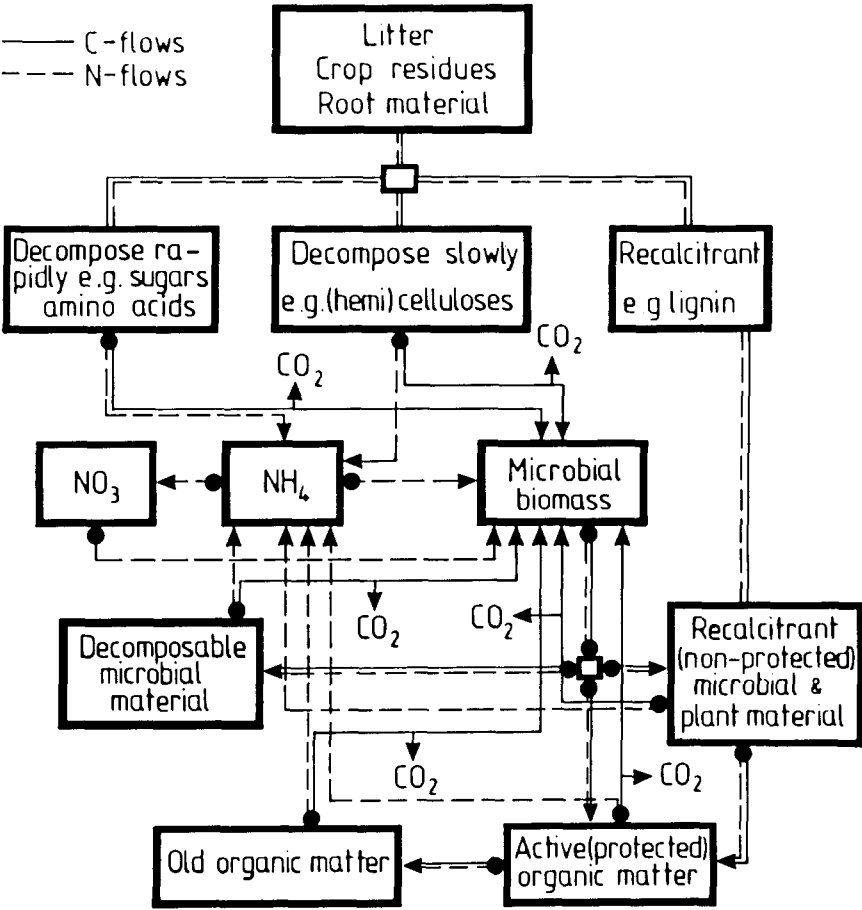 C-flows
N-flows
Litter
Crop residues
Root material
Decompose ra-
pidly e.g. sugars
amino acids
Decompose slowly
e.g.(hemi)celluloses
Recalcitrant
e g lignin
CO2
CO2
NO3
NH4
Microbial
biomass
CO2
CO2
Decomposable
microbial
material
Recalcitrant
(non-protected)
microbial &
plant material
CO2
CO2
Old organic matter
Active(protected)
organic matter